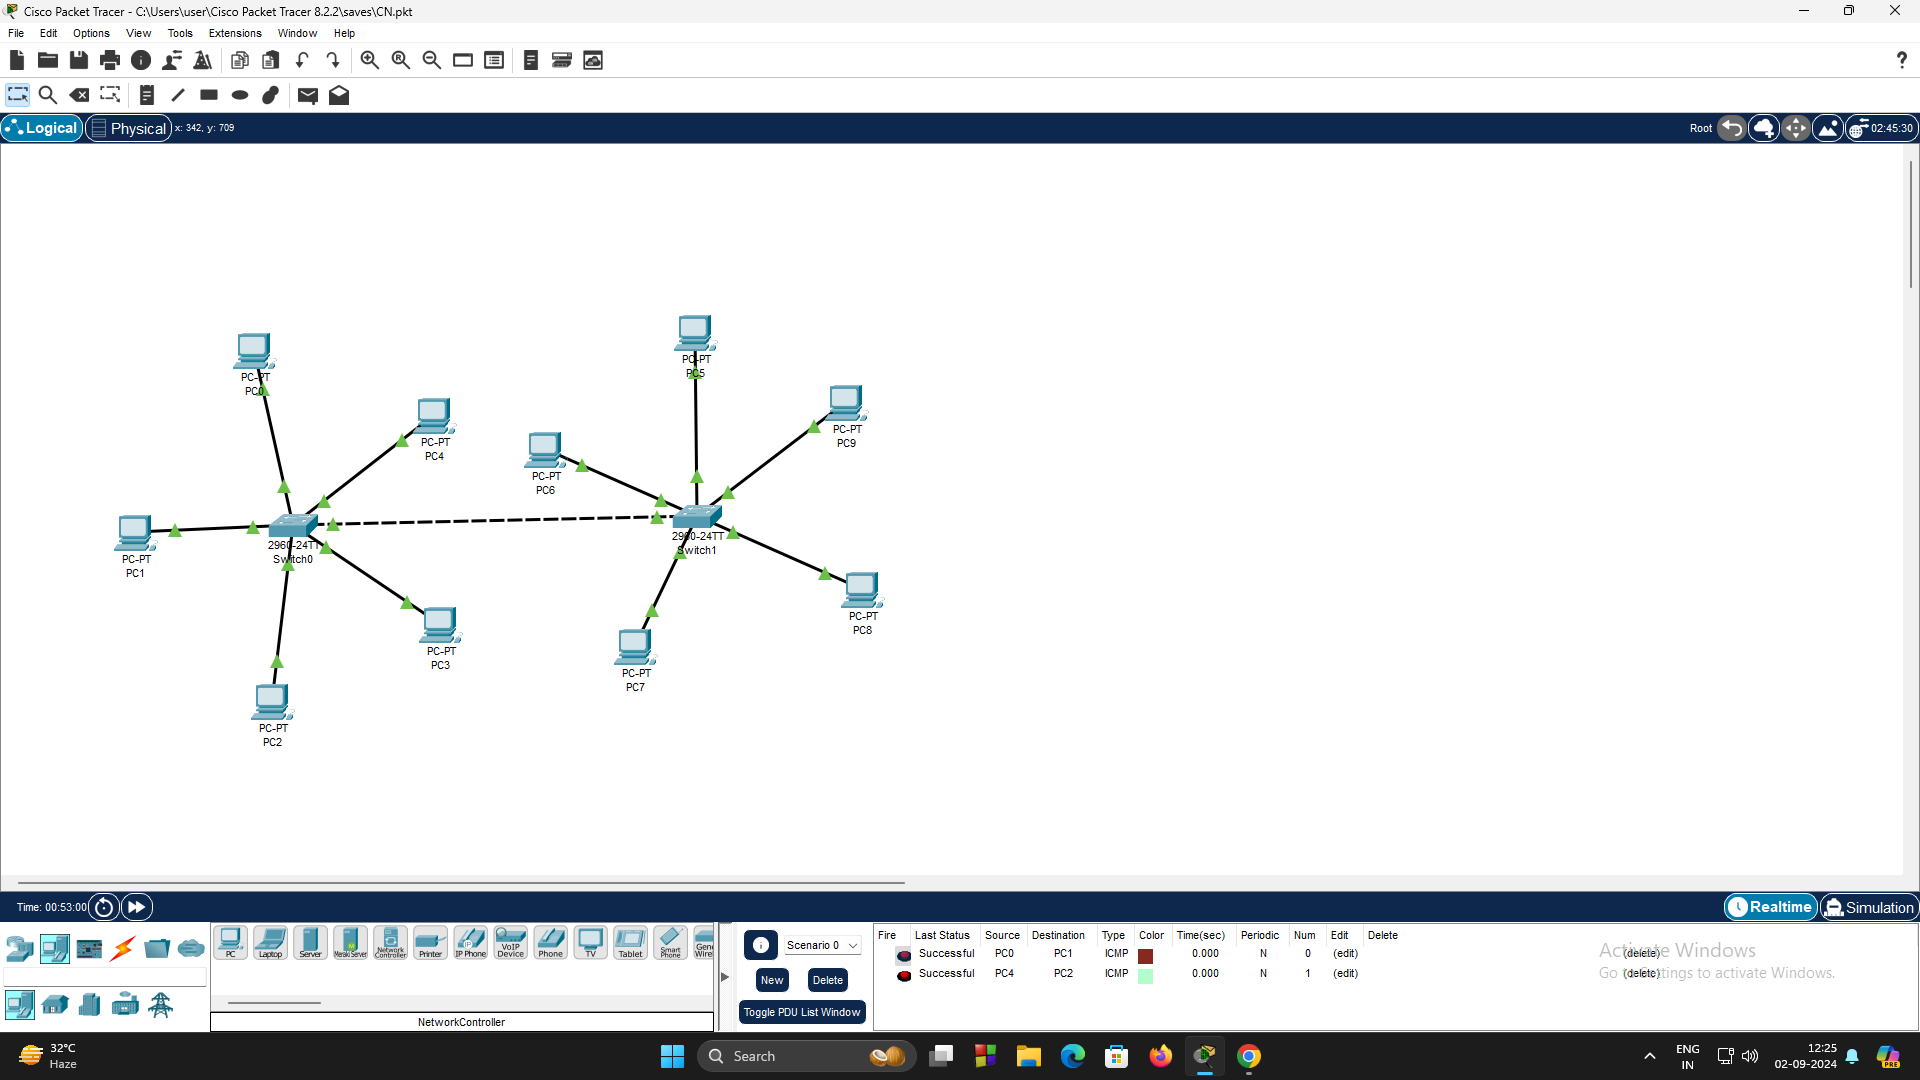 Cisco Packet Tracer - C:\Users\user\Cisco Packet Tracer 8.2.2\saves\CN.pkt
File Edit Options View Tools Extensions Window Help
Logical Physical x: 342, y: 709 Root 02:45:30
PC-PT
PC0
PC-PT
PC4
PC-PT
PC1
2960-24TT
Switch0
PC-PT
PC3
PC-PT
PC2
PC-PT
PC5
PC-PT
PC9
PC-PT
PC6
2960-24TT
Switch1
PC-PT
PC8
PC-PT
PC7
Time: 00:53:00 Realtime Simulation
PC Laptop Server Meraki Server Network Controller Printer IP Phone VoIP Device Phone TV Tablet Smart Phone
NetworkController
Scenario 0
New Delete
Toggle PDU List Window
Fire Last Status Source Destination Type Color Time(sec) Periodic Num Edit Delete
Successful PC0 PC1 ICMP 0.000 N 0 (edit) (delete)
Successful PC4 PC2 ICMP 0.000 N 1 (edit) (delete)
Activate Windows
Go to Settings to activate Windows.
32°C
Haze
Search
ENG
IN
12:25
02-09-2024
PRE